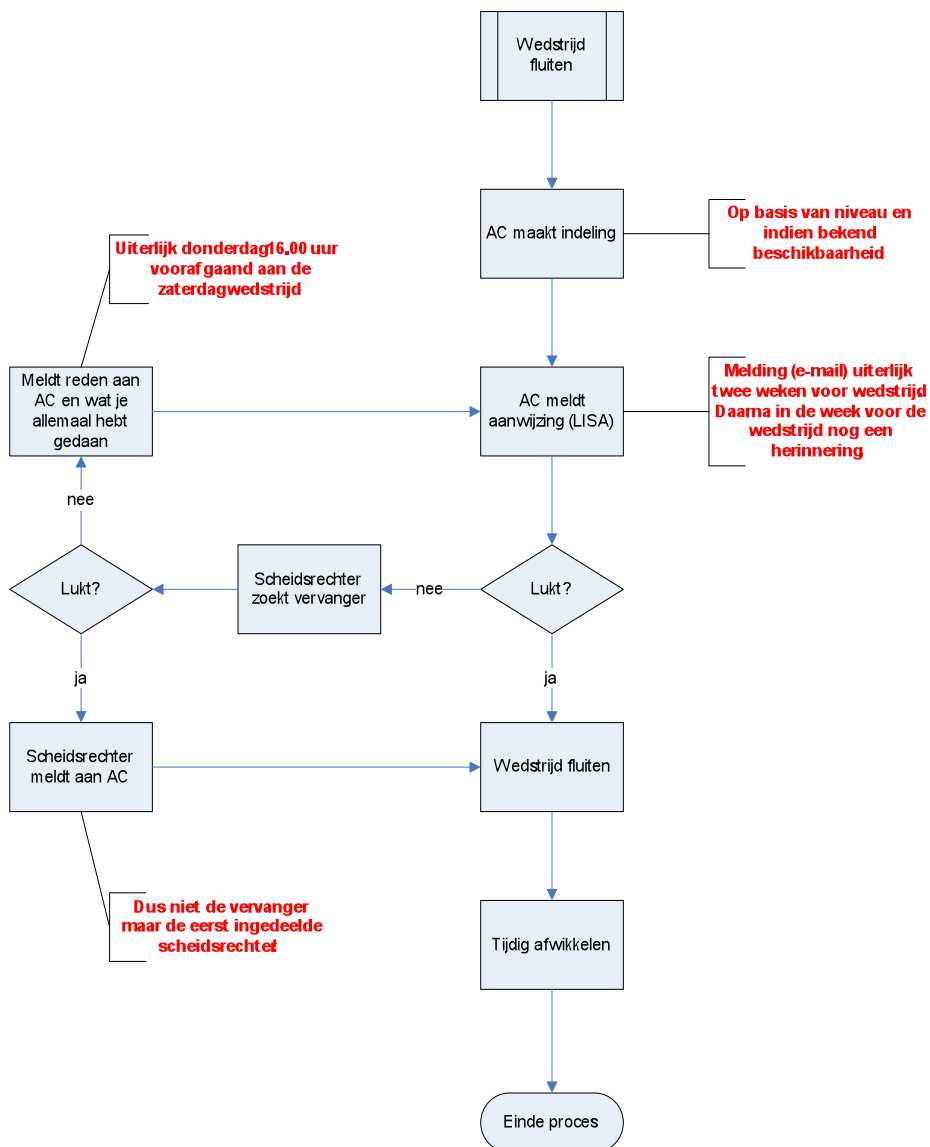 Wedstrijd
fluiten
AC maakt indeling
Op basis van niveau en
indien bekend
beschikbaarheid
Uiterlijk donderdag16.00 uur
voorafgaand aan de
zaterdagwedstrijd
Meldt reden aan
AC en wat je
allemaal hebt
gedaan
AC meldt
aanwijzing (LISA)
Melding (e-mail) uiterlijk
twee weken voor wedstrijd.
Daarna in de week voor de
wedstrijd nog een
herinnering.
nee
Lukt?
Scheidsrechter
zoekt vervanger
nee
Lukt?
ja
ja
Scheidsrechter
meldt aan AC
Wedstrijd fluiten
Dus niet de vervanger
maar de eerst ingedeelde
scheidsrechter!
Tijdig afwikkelen
Einde proces